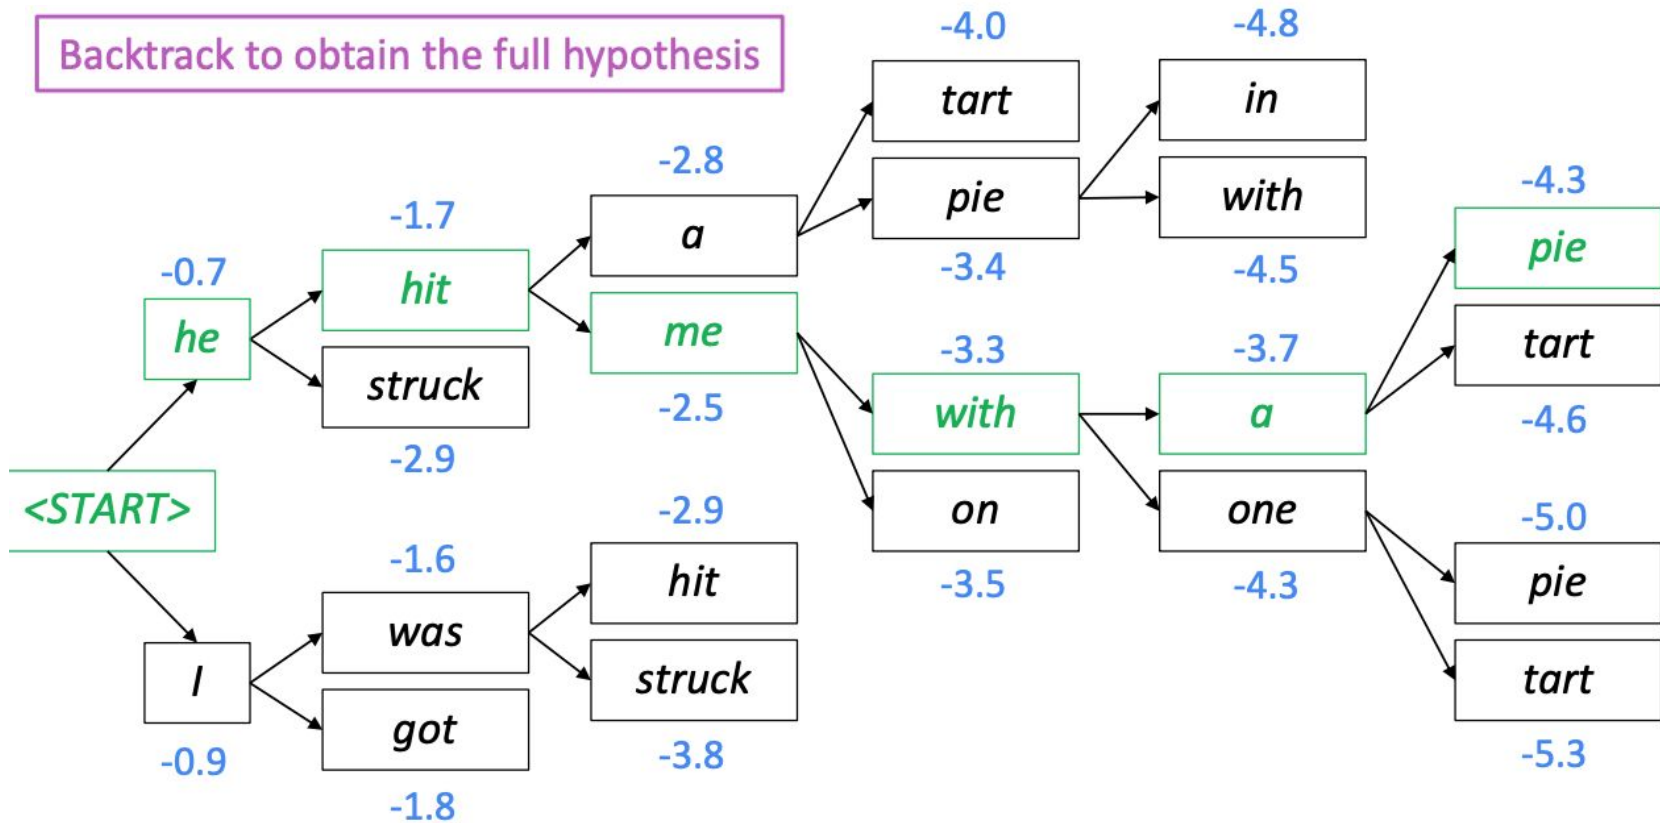 Backtrack to obtain the full hypothesis
<START>
-0.7
he
I
-0.9
-1.7
hit
struck
-2.9
-1.6
was
got
-1.8
-2.8
a
me
-2.5
-2.9
hit
struck
-3.8
-4.0
tart
pie
-3.4
-3.3
with
on
-3.5
-4.8
in
with
-4.5
-3.7
a
one
-4.3
-4.3
pie
tart
-4.6
-5.0
pie
tart
-5.3